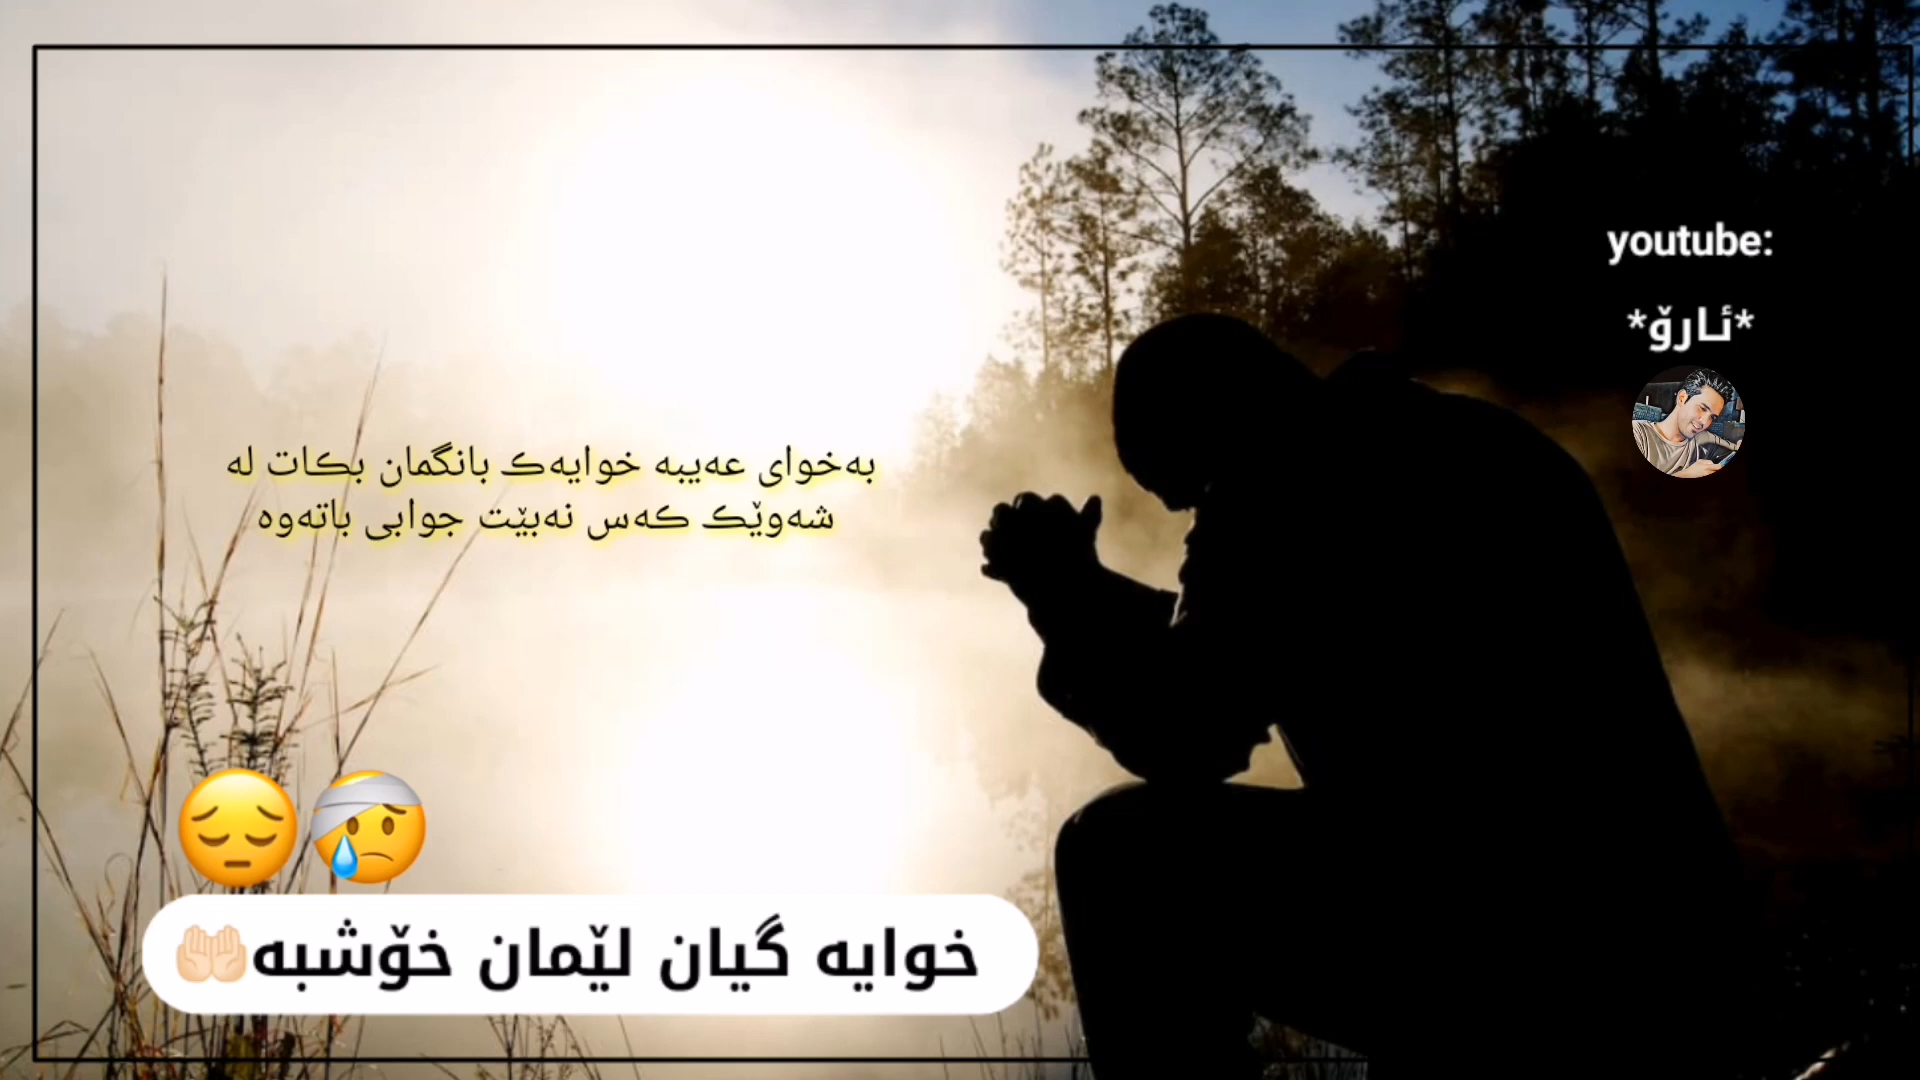 youtube:
*ئارۆ*
بەخوای عەیبە خوایەک بانگمان بکات لە
شەوێک کەس نەبێت جوابی باتەوە
خوایە گیان لێمان خۆشبە🤲🏻